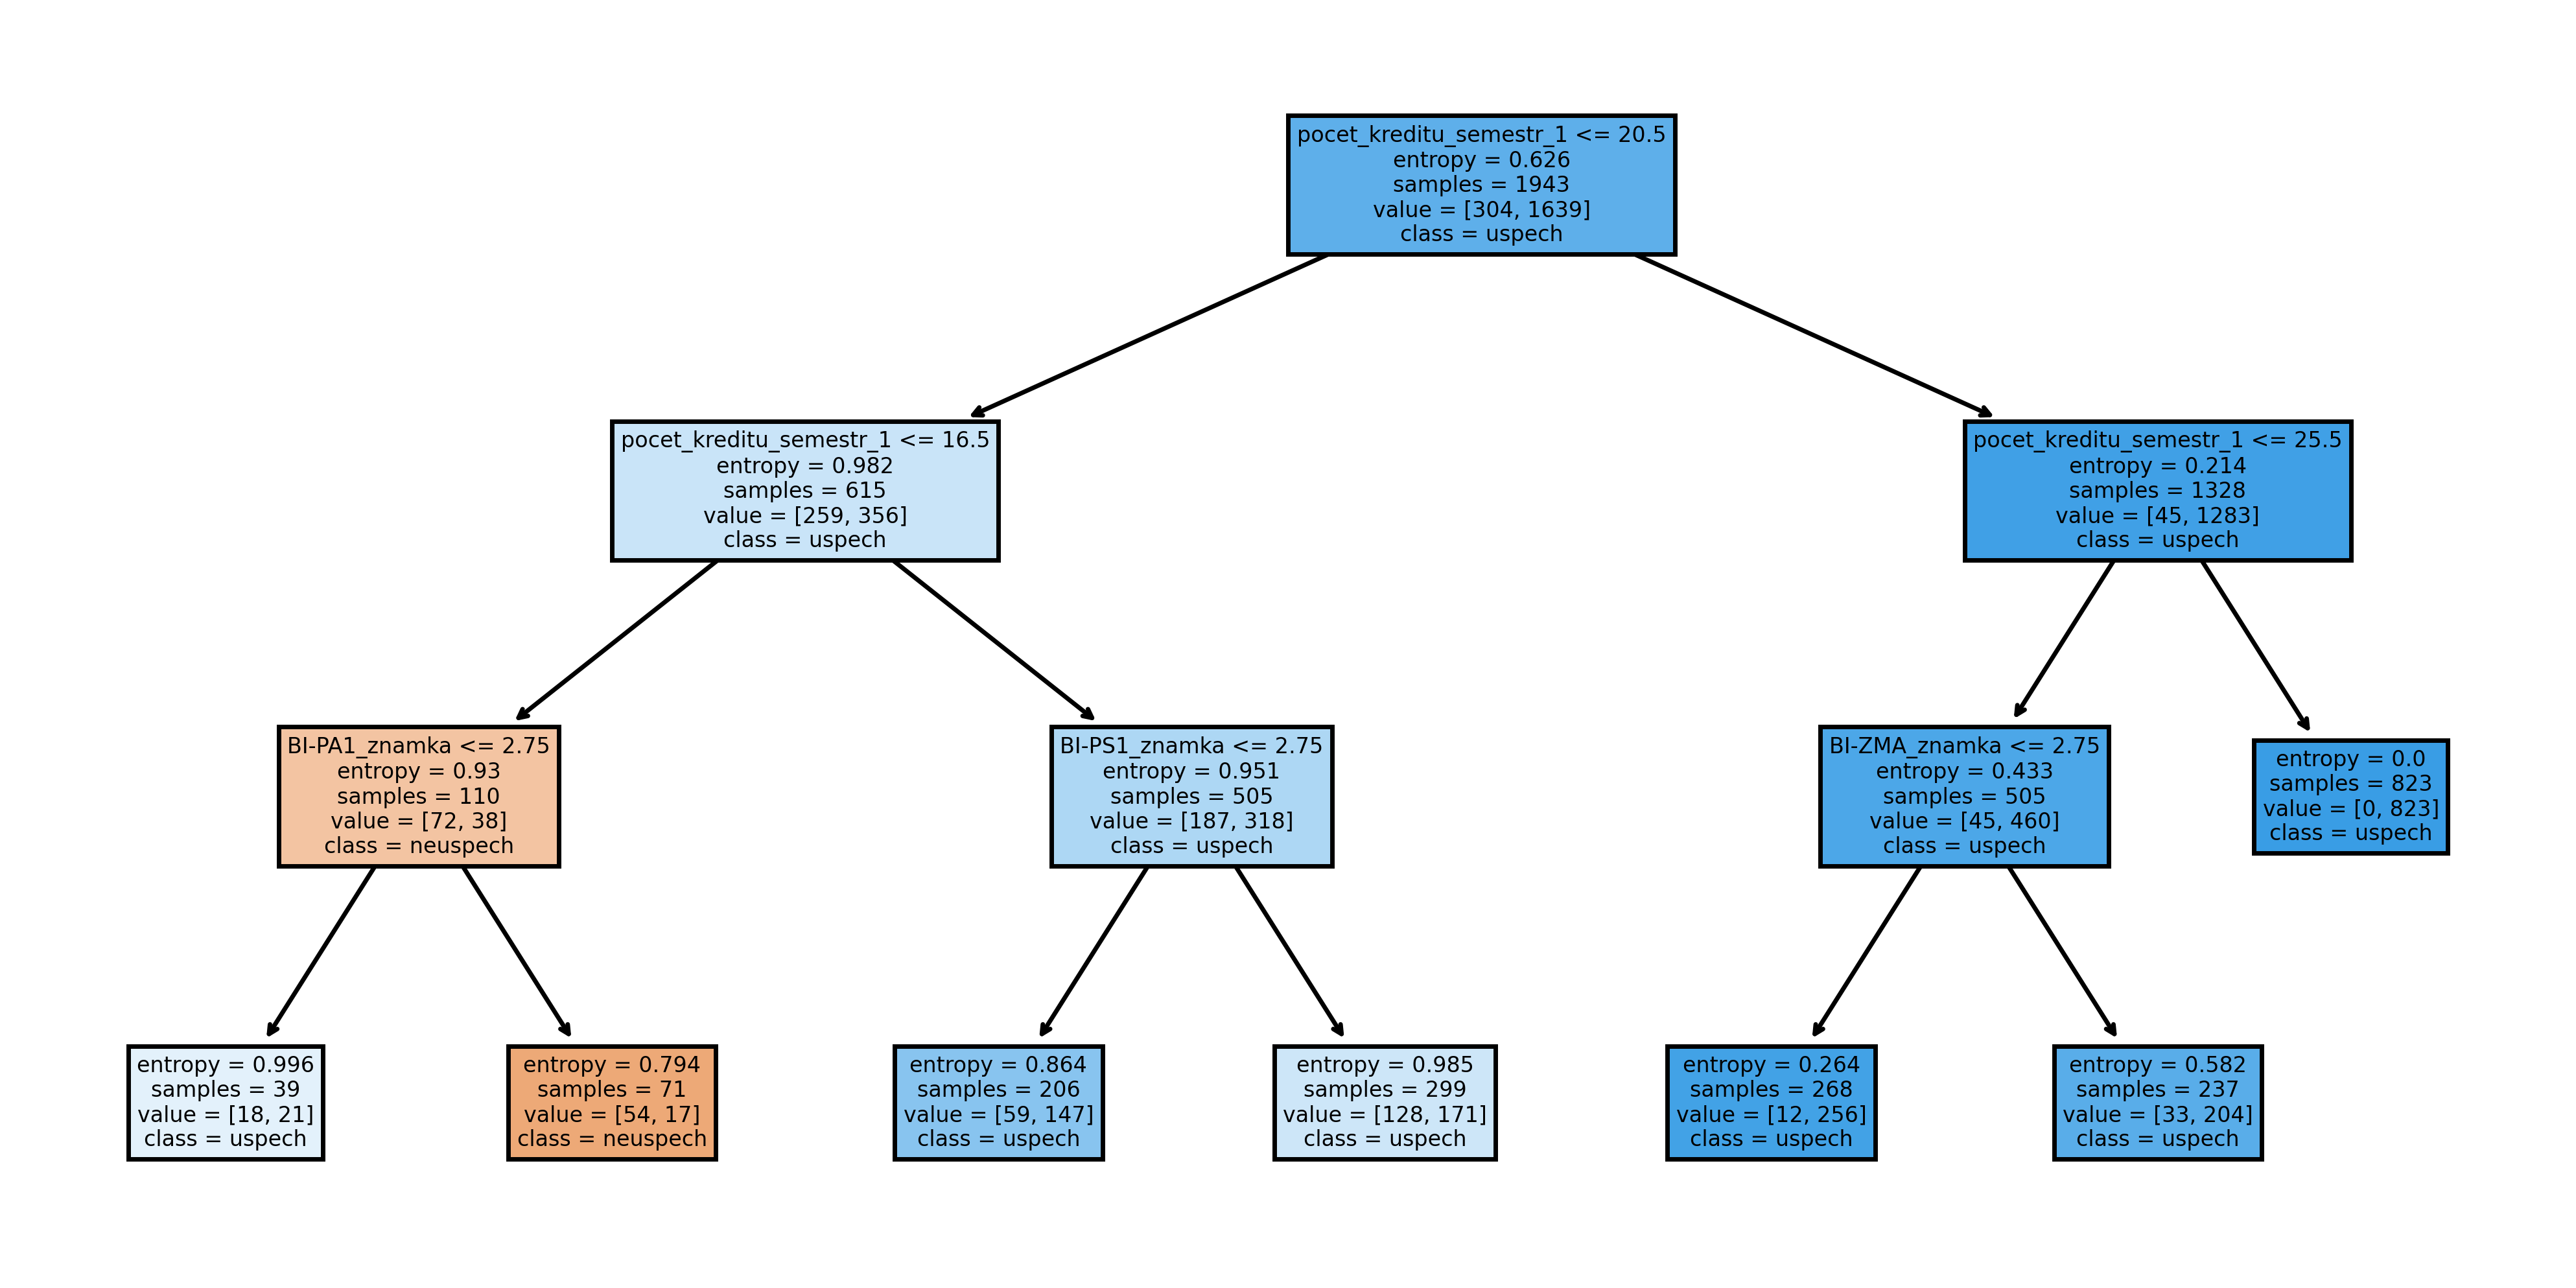 pocet_kreditu_semestr_1 <= 20.5
entropy = 0.626
samples = 1943
value = [304, 1639]
class = uspech
pocet_kreditu_semestr_1 <= 16.5
entropy = 0.982
samples = 615
value = [259, 356]
class = uspech
pocet_kreditu_semestr_1 <= 25.5
entropy = 0.214
samples = 1328
value = [45, 1283]
class = uspech
BI-PA1_znamka <= 2.75
entropy = 0.93
samples = 110
value = [72, 38]
class = neuspech
BI-PS1_znamka <= 2.75
entropy = 0.951
samples = 505
value = [187, 318]
class = uspech
BI-ZMA_znamka <= 2.75
entropy = 0.433
samples = 505
value = [45, 460]
class = uspech
entropy = 0.0
samples = 823
value = [0, 823]
class = uspech
entropy = 0.996
samples = 39
value = [18, 21]
class = uspech
entropy = 0.794
samples = 71
value = [54, 17]
class = neuspech
entropy = 0.864
samples = 206
value = [59, 147]
class = uspech
entropy = 0.985
samples = 299
value = [128, 171]
class = uspech
entropy = 0.264
samples = 268
value = [12, 256]
class = uspech
entropy = 0.582
samples = 237
value = [33, 204]
class = uspech